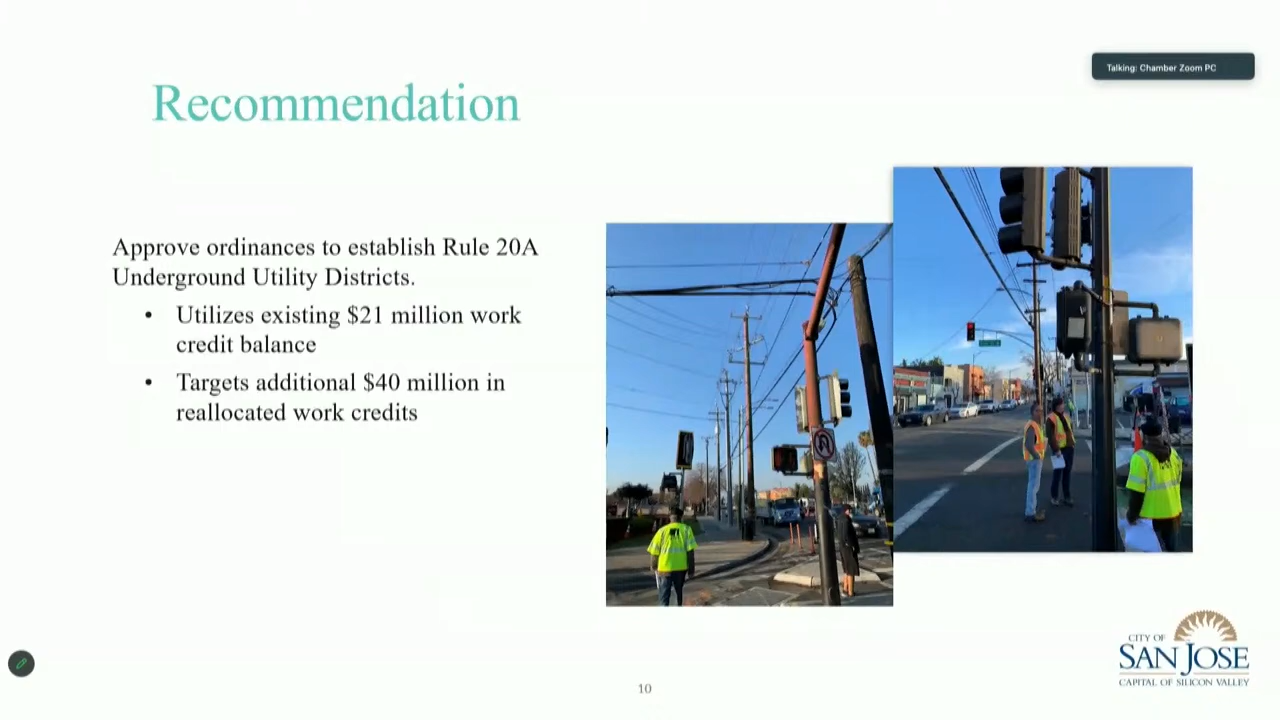 Talking: Chamber Zoom PC
Recommendation
Approve ordinances to establish Rule 20A
Underground Utility Districts.
• Utilizes existing $21 million work
credit balance
• Targets additional $40 million in
reallocated work credits
CITY OF
SAN JOSE
CAPITAL OF SILICON VALLEY
10